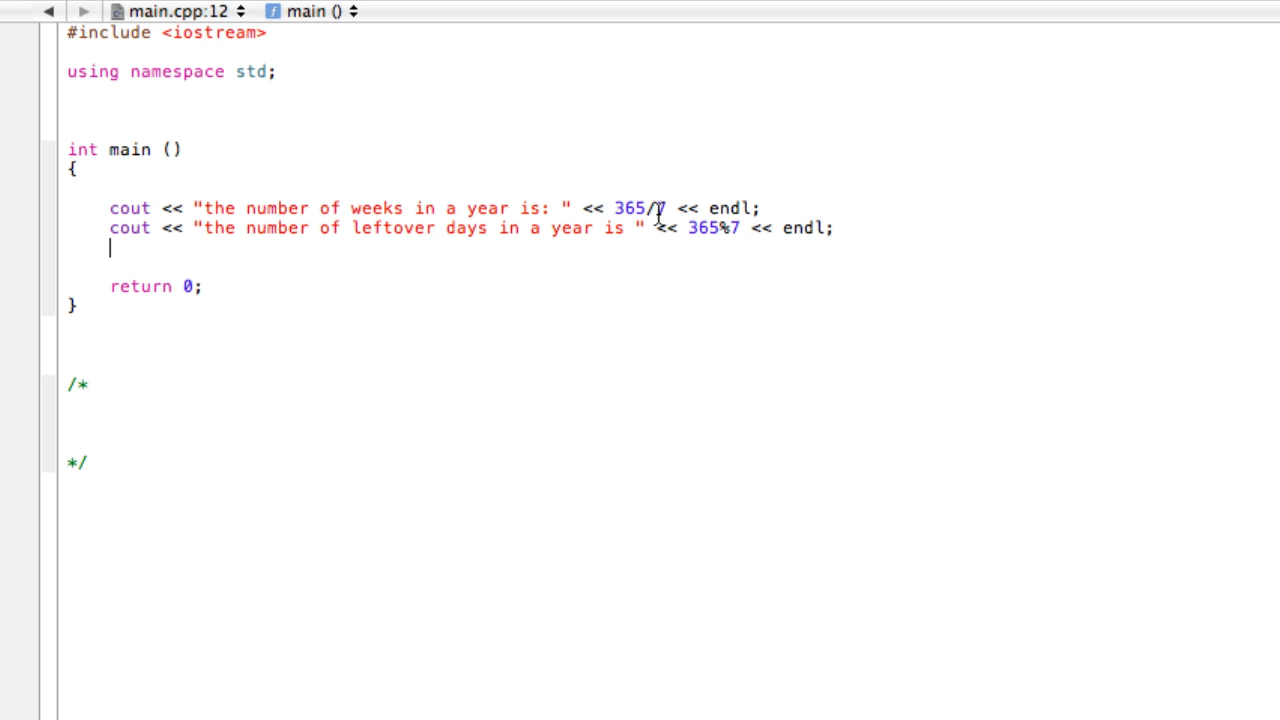 main.cpp:12 main ()
#include <iostream>
using namespace std;
int main ()
{
cout << "the number of weeks in a year is: " << 365/7 << endl;
cout << "the number of leftover days in a year is " << 365%7 << endl;
return 0;
}
/*
*/